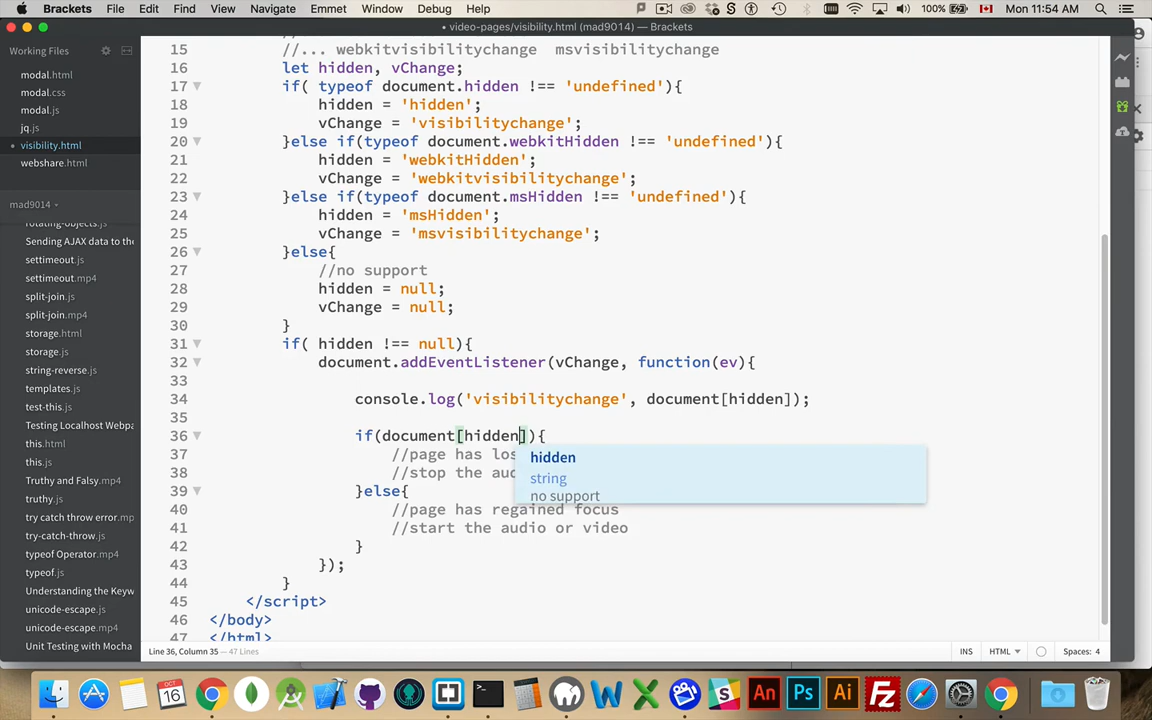 Brackets File Edit Find View Navigate Emmet Window Debug Help 100% Mon 11:54 AM
• video-pages/visibility.html (mad9014) — Brackets
Working Files
modal.html
modal.css
modal.js
jq.js
• visibility.html
webshare.html
mad9014
rotating-objects.js
Sending AJAX data to the
settimeout.js
settimeout.mp4
split-join.js
split-join.mp4
storage.html
storage.js
string-reverse.js
templates.js
test-this.js
Testing Localhost Webpa
this.html
this.js
Truthy and Falsy.mp4
truthy.js
try catch throw error.mp
try-catch-throw.js
typeof Operator.mp4
typeof.js
Understanding the Keyw
unicode-escape.js
unicode-escape.mp4
Unit Testing with Mocha
15 //... webkitvisibilitychange msvisibilitychange
16 let hidden, vChange;
17 if( typeof document.hidden !== 'undefined'){
18 hidden = 'hidden';
19 vChange = 'visibilitychange';
20 }else if(typeof document.webkitHidden !== 'undefined'){
21 hidden = 'webkitHidden';
22 vChange = 'webkitvisibilitychange';
23 }else if(typeof document.msHidden !== 'undefined'){
24 hidden = 'msHidden';
25 vChange = 'msvisibilitychange';
26 }else{
27 //no support
28 hidden = null;
29 vChange = null;
30 }
31 if( hidden !== null){
32 document.addEventListener(vChange, function(ev){
33
34 console.log('visibilitychange', document[hidden]);
35
36 if(document[hidden]){
37 //page has los
38 //stop the aud
39 }else{
40 //page has regained focus
41 //start the audio or video
42 }
43 });
44 }
45 </script>
46 </body>
47 </html>
hidden
string
no support
Line 36, Column 35 — 47 Lines
INS HTML Spaces: 4
OCT
16
W
X
S
An
Ps
Ai
Fz